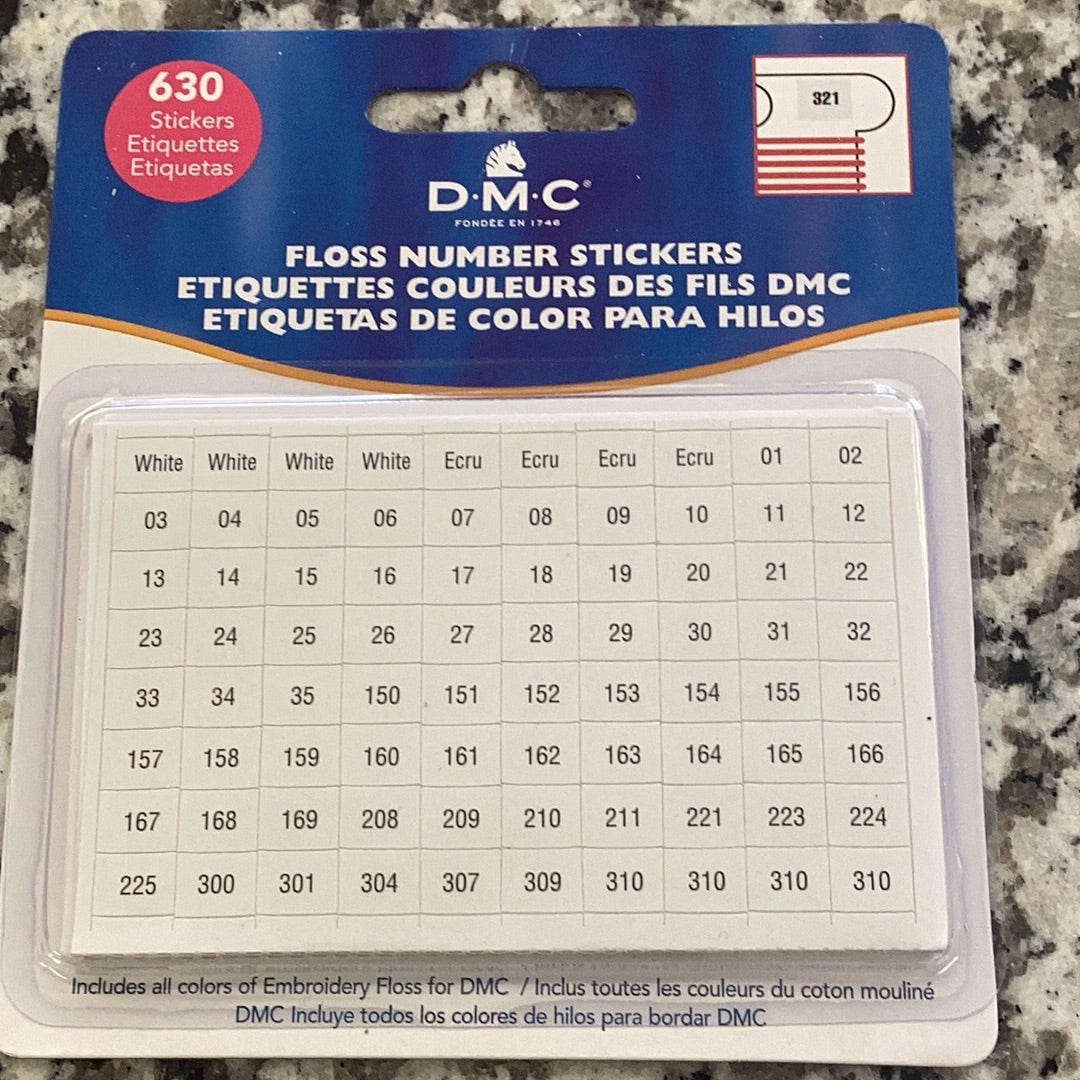 630
Stickers
Etiquettes
Etiquetas
321
D·M·C®
FONDÉE EN 1746
FLOSS NUMBER STICKERS
ETIQUETTES COULEURS DES FILS DMC
ETIQUETAS DE COLOR PARA HILOS
White White White White Ecru Ecru Ecru Ecru 01 02
03 04 05 06 07 08 09 10 11 12
13 14 15 16 17 18 19 20 21 22
23 24 25 26 27 28 29 30 31 32
33 34 35 150 151 152 153 154 155 156
157 158 159 160 161 162 163 164 165 166
167 168 169 208 209 210 211 221 223 224
225 300 301 304 307 309 310 310 310 310
Includes all colors of Embroidery Floss for DMC / Inclus toutes les couleurs du coton mouliné
DMC Incluye todos los colores de hilos para bordar DMC